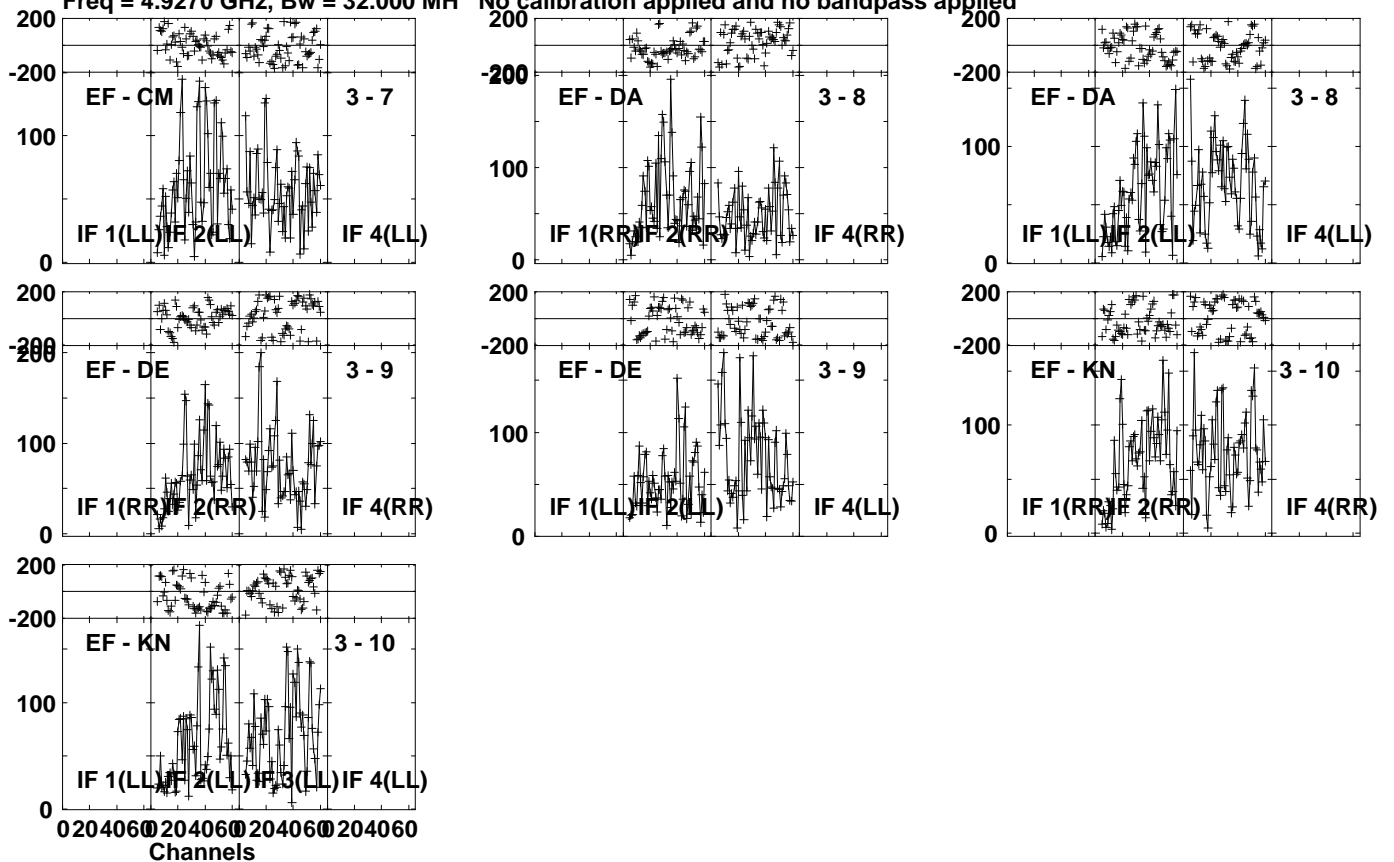 Freq = 4.9270 GHz, Bw = 32.000 MH No calibration applied and no bandpass applied
200
-200
EF - CM 3 - 7
100
IF 1(LL) IF 2(LL) IF 4(LL)
0
200
-200
200
EF - DA 3 - 8
100
IF 1(RR) IF 2(RR) IF 4(RR)
0
200
-200
EF - DA 3 - 8
100
IF 1(LL) IF 2(LL) IF 4(LL)
0
200
-200
200
EF - DE 3 - 9
100
IF 1(RR) IF 2(RR) IF 4(RR)
0
200
-200
EF - DE 3 - 9
100
IF 1(LL) IF 2(LL) IF 4(LL)
0
200
-200
EF - KN 3 - 10
100
IF 1(RR) IF 2(RR) IF 4(RR)
0
200
-200
EF - KN 3 - 10
100
IF 1(LL) IF 2(LL) IF 3(LL) IF 4(LL)
0
0 20 40 60 0 20 40 60 0 20 40 60 0 20 40 60
Channels